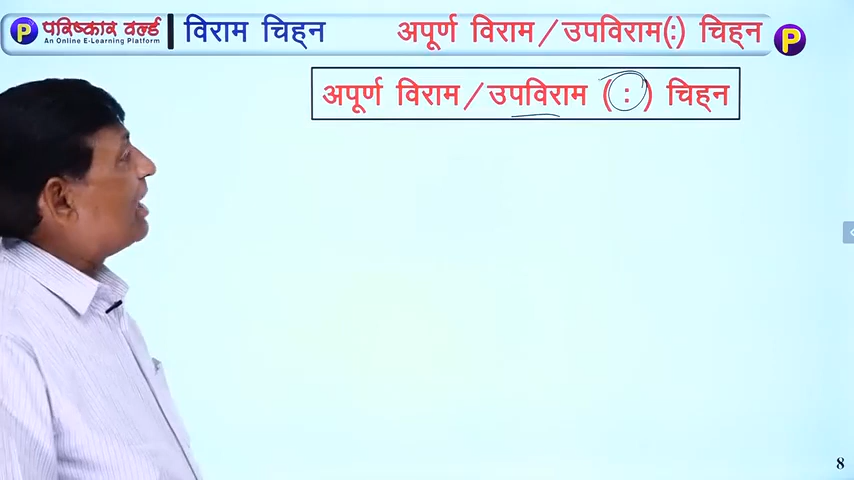 परिष्कार वर्ल्ड
An Online E-Learning Platform
विराम चिह्न
अपूर्ण विराम/उपविराम(:) चिह्न
P
P
अपूर्ण विराम/उपविराम (:) चिह्न
8